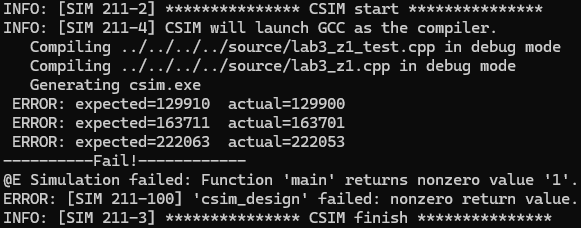 INFO: [SIM 211-2] *************** CSIM start ***************
INFO: [SIM 211-4] CSIM will launch GCC as the compiler.
   Compiling ../../../../source/lab3_z1_test.cpp in debug mode
   Compiling ../../../../source/lab3_z1.cpp in debug mode
   Generating csim.exe
 ERROR: expected=129910  actual=129900
 ERROR: expected=163711  actual=163701
 ERROR: expected=222063  actual=222053
----------Fail!------------
@E Simulation failed: Function 'main' returns nonzero value '1'.
ERROR: [SIM 211-100] 'csim_design' failed: nonzero return value.
INFO: [SIM 211-3] *************** CSIM finish ***************